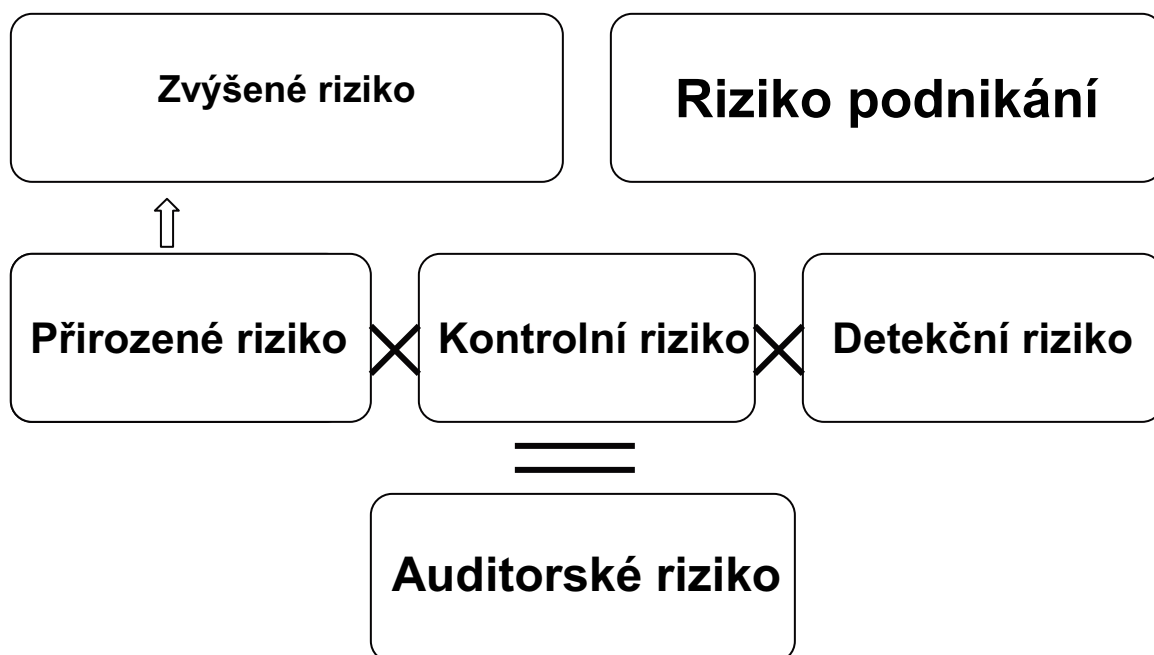 Zvýšené riziko
Riziko podnikání
Přirozené riziko
Kontrolní riziko
Detekční riziko
Auditorské riziko